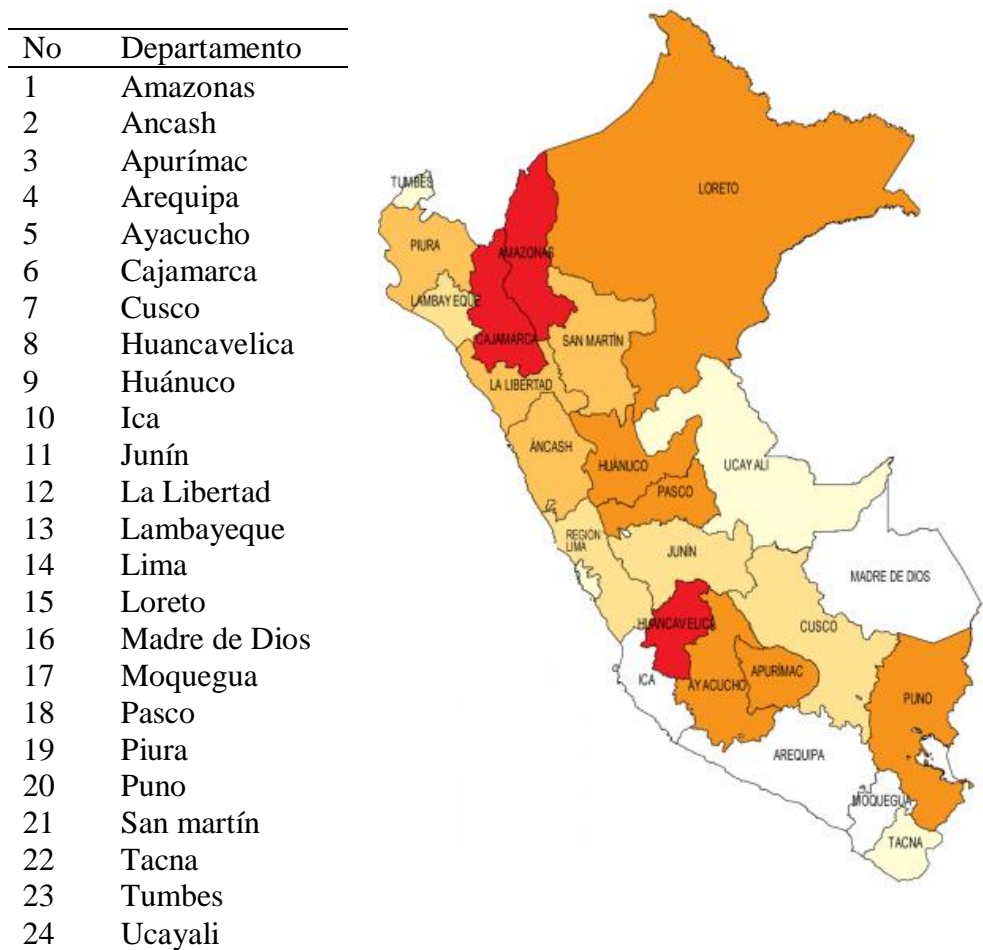 No Departamento
1 Amazonas
2 Ancash
3 Apurímac
4 Arequipa
5 Ayacucho
6 Cajamarca
7 Cusco
8 Huancavelica
9 Huánuco
10 Ica
11 Junín
12 La Libertad
13 Lambayeque
14 Lima
15 Loreto
16 Madre de Dios
17 Moquegua
18 Pasco
19 Piura
20 Puno
21 San martín
22 Tacna
23 Tumbes
24 Ucayali
TUMBES
LORETO
PIURA
AMAZONAS
LAMBAYEQUE
CAJAMARCA
SAN MARTÍN
LA LIBERTAD
ÁNCASH
HUÁNUCO
UCAYALI
PASCO
REGIÓN
LIMA
JUNÍN
MADRE DE DIOS
HUANCAVELICA
CUSCO
ICA
AYACUCHO
APURÍMAC
PUNO
AREQUIPA
MOQUEGUA
TACNA